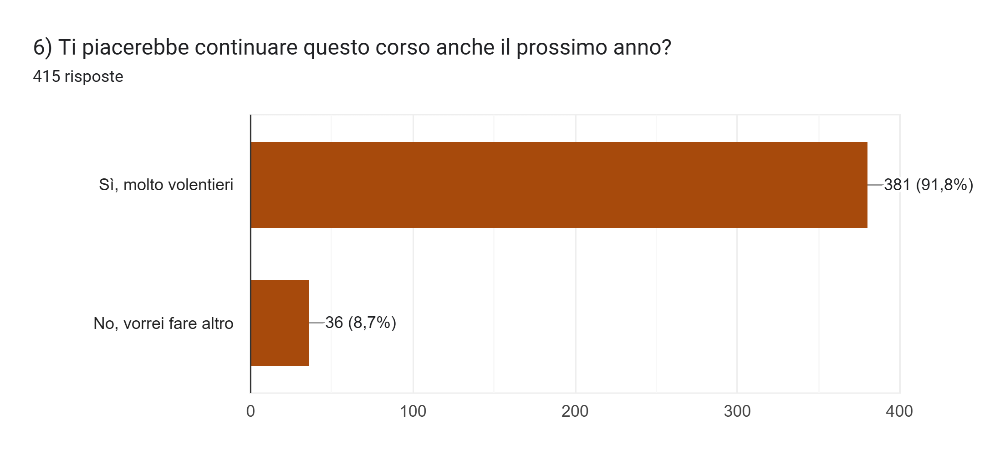 6) Ti piacerebbe continuare questo corso anche il prossimo anno?
415 risposte
Sì, molto volentieri
381 (91,8%)
No, vorrei fare altro
36 (8,7%)
0 100 200 300 400